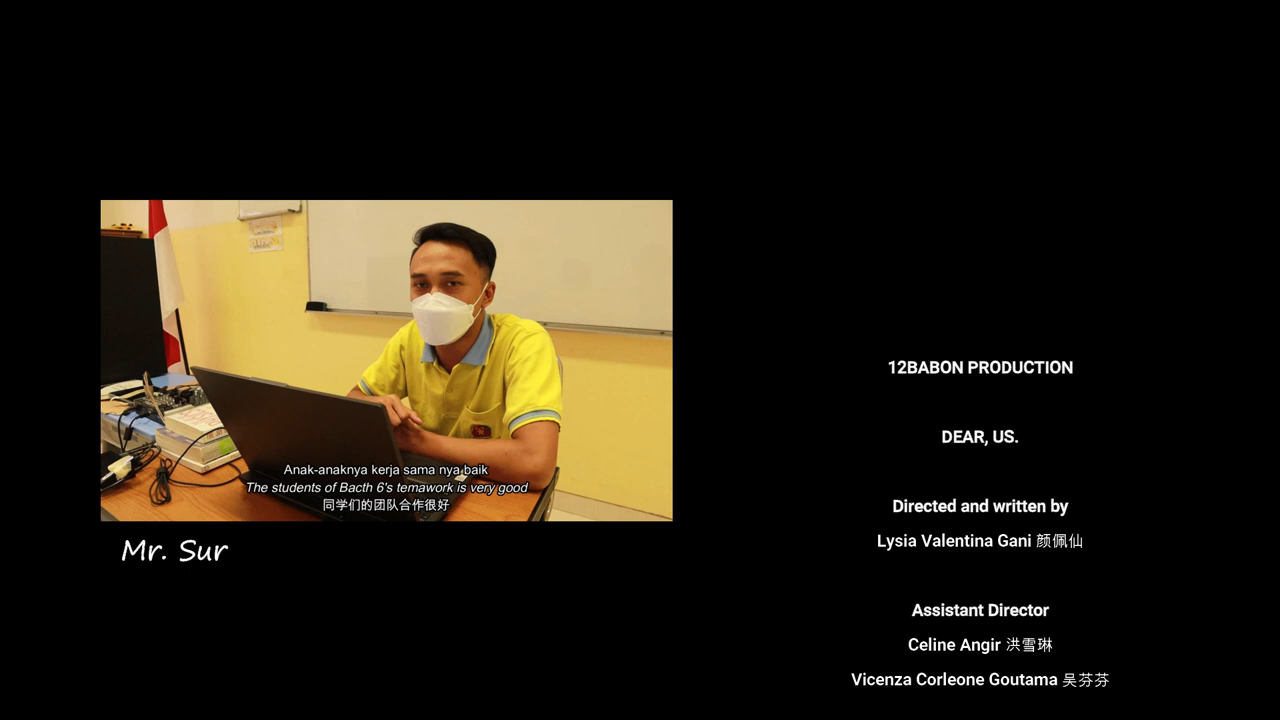 Anak-anaknya kerja sama nya baik
The students of Bacth 6's temawork is very good
同学们的团队合作很好
Mr. Sur
12BABON PRODUCTION
DEAR, US.
Directed and written by
Lysia Valentina Gani 颜佩仙
Assistant Director
Celine Angir 洪雪琳
Vicenza Corleone Goutama 吴芬芬